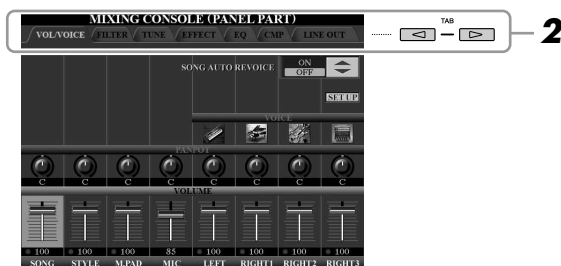 MIXING CONSOLE (PANEL PART)
VOL/VOICE FILTER TUNE EFFECT EQ CMP LINE OUT
TAB
2
SONG AUTO REVOICE ON
OFF
SETUP
VOICE
PANPOT
C C C C C C C C
VOLUME
100 100 100 85 100 100 100 100
SONG STYLE M.PAD MIC LEFT RIGHT1 RIGHT2 RIGHT3